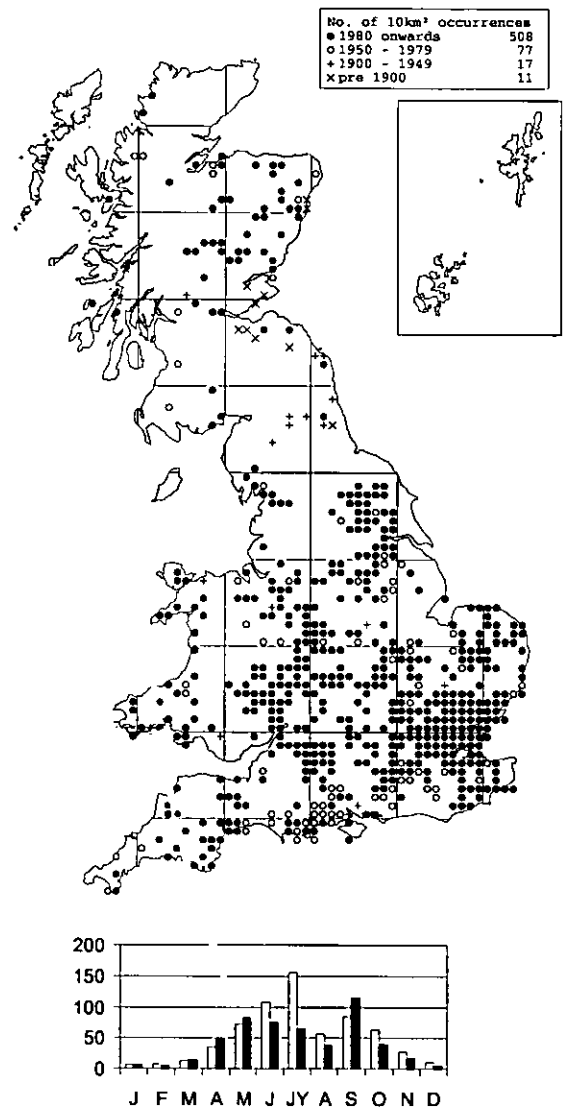 No. of 10km² occurrences
● 1980 onwards 508
○ 1950 - 1979 77
+ 1900 - 1949 17
× pre 1900 11
200
150
100
50
0
J F M A M J JY A S O N D